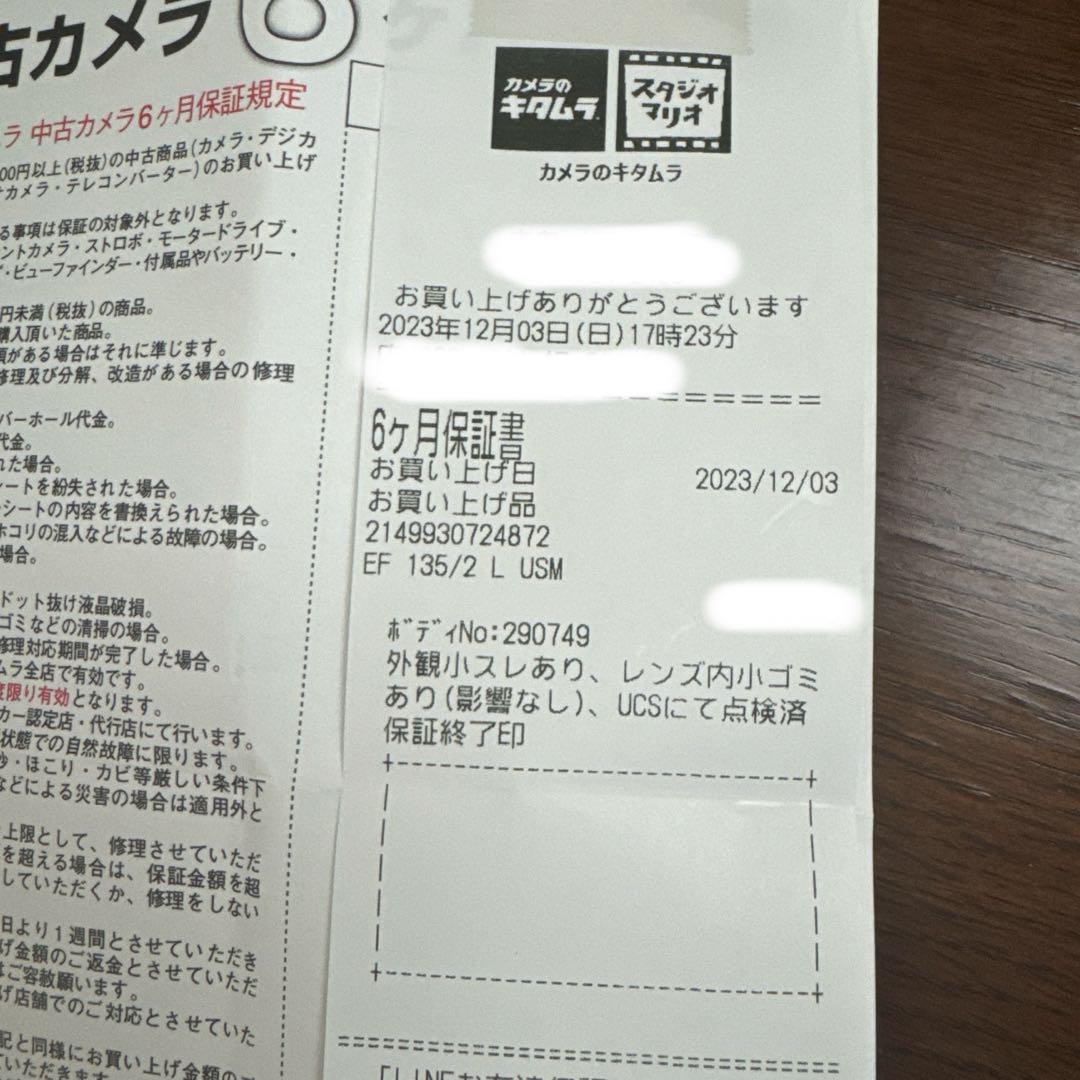 古カメラ 6
ラ 中古カメラ6ヶ月保証規定
00円以上(税抜)の中古商品(カメラ・デジカ
カメラ・テレコンバーター)のお買い上げ
る事項は保証の対象外となります。
ントカメラ・ストロボ・モータードライブ・
・ビューファインダー・付属品やバッテリー・
円未満(税抜)の商品。
購入頂いた商品。
項がある場合はそれに準じます。
修理及び分解、改造がある場合の修理
バーホール代金。
代金。
れた場合。
シートを紛失された場合。
シートの内容を書換えられた場合。
ホコリの混入などによる故障の場合。
場合。
ドット抜け液晶破損。
ゴミなどの清掃の場合。
修理対応期間が完了した場合。
ムラ全店で有効です。
度限り有効となります。
カー認定店・代行店にて行います。
状態での自然故障に限ります。
砂・ほこり・カビ等厳しい条件下
などによる災害の場合は適用外と
上限として、修理させていただ
を超える場合は、保証金額を超
していただくか、修理をしない
日より1週間とさせていただき
げ金額のご返金とさせていただ
はご容赦願います。
げ店舗でのご対応とさせていた
記と同様にお買い上げ金額の
ていただきます
カメラの
キタムラ
スタジオ
マリオ
カメラのキタムラ
お買い上げありがとうございます
2023年12月03日(日)17時23分
6ヶ月保証書
お買い上げ日 2023/12/03
お買い上げ品
2149930724872
EF 135/2 L USM
ボディNo:290749
外観小スレあり、レンズ内小ゴミ
あり(影響なし)、UCSにて点検済
保証終了印